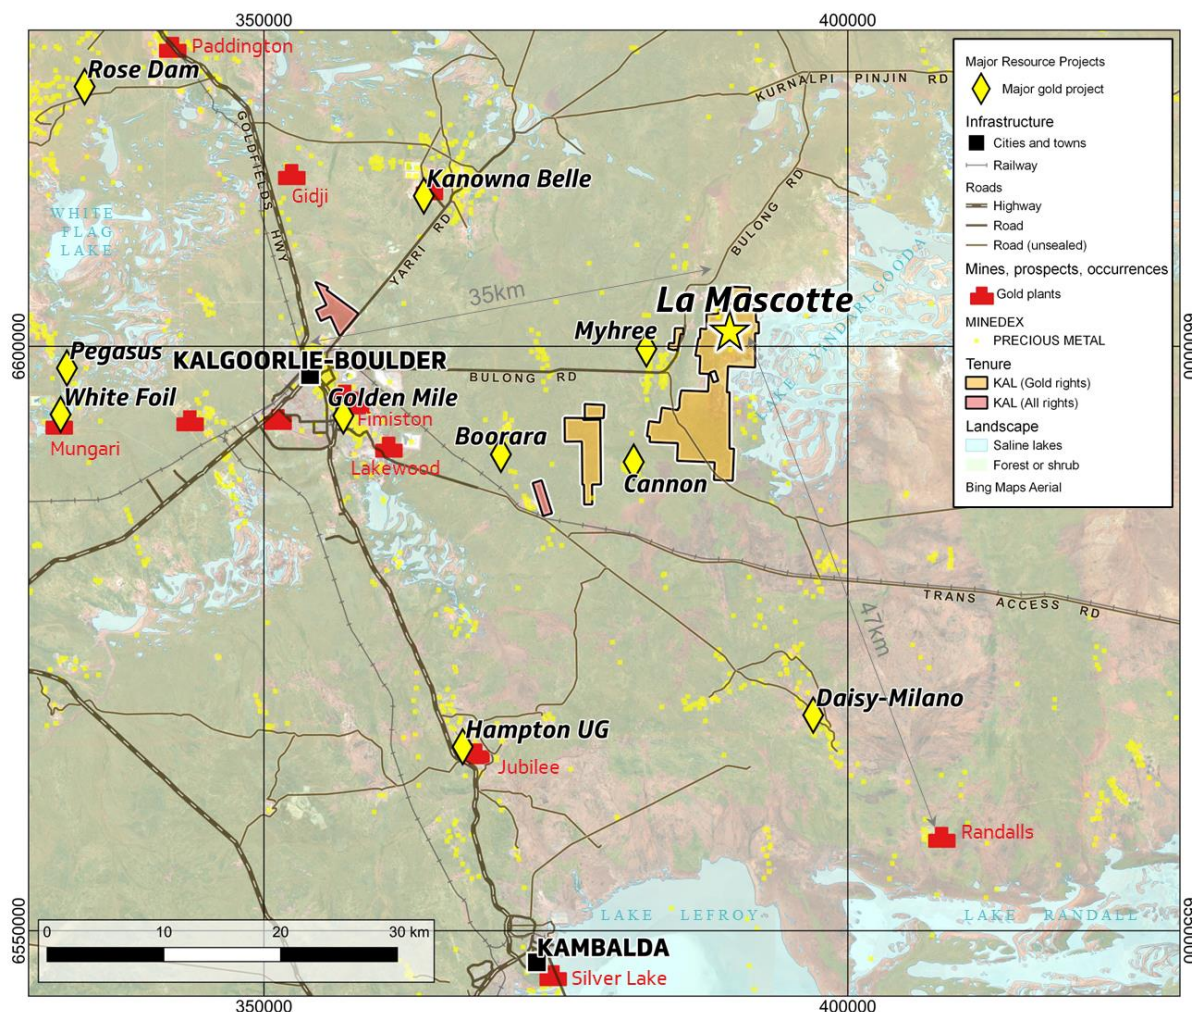 350000
400000
Paddington
Rose Dam
KURNALPI PINJIN RD
GOLDFIELDS HWY
Gidji
Kanowna Belle
BULONG RD
WHITE
FLAG
LAKE
YARRI RD
35km
La Mascotte
LAKE YINDARLGOODA
Myhree
6600000
6600000
Pegasus
KALGOORLIE-BOULDER
BULONG RD
White Foil
Golden Mile
Fimiston
Mungari
Boorara
Lakewood
Cannon
TRANS ACCESS RD
47km
Daisy-Milano
Hampton UG
Jubilee
Randalls
LAKE LEFROY
LAKE RANDALL
6550000
6550000
0 10 20 30 km
KAMBALDA
Silver Lake
350000
400000
Major Resource Projects
Major gold project
Infrastructure
Cities and towns
Railway
Roads
Highway
Road
Road (unsealed)
Mines, prospects, occurrences
Gold plants
MINEDEX
PRECIOUS METAL
Tenure
KAL (Gold rights)
KAL (All rights)
Landscape
Saline lakes
Forest or shrub
Bing Maps Aerial